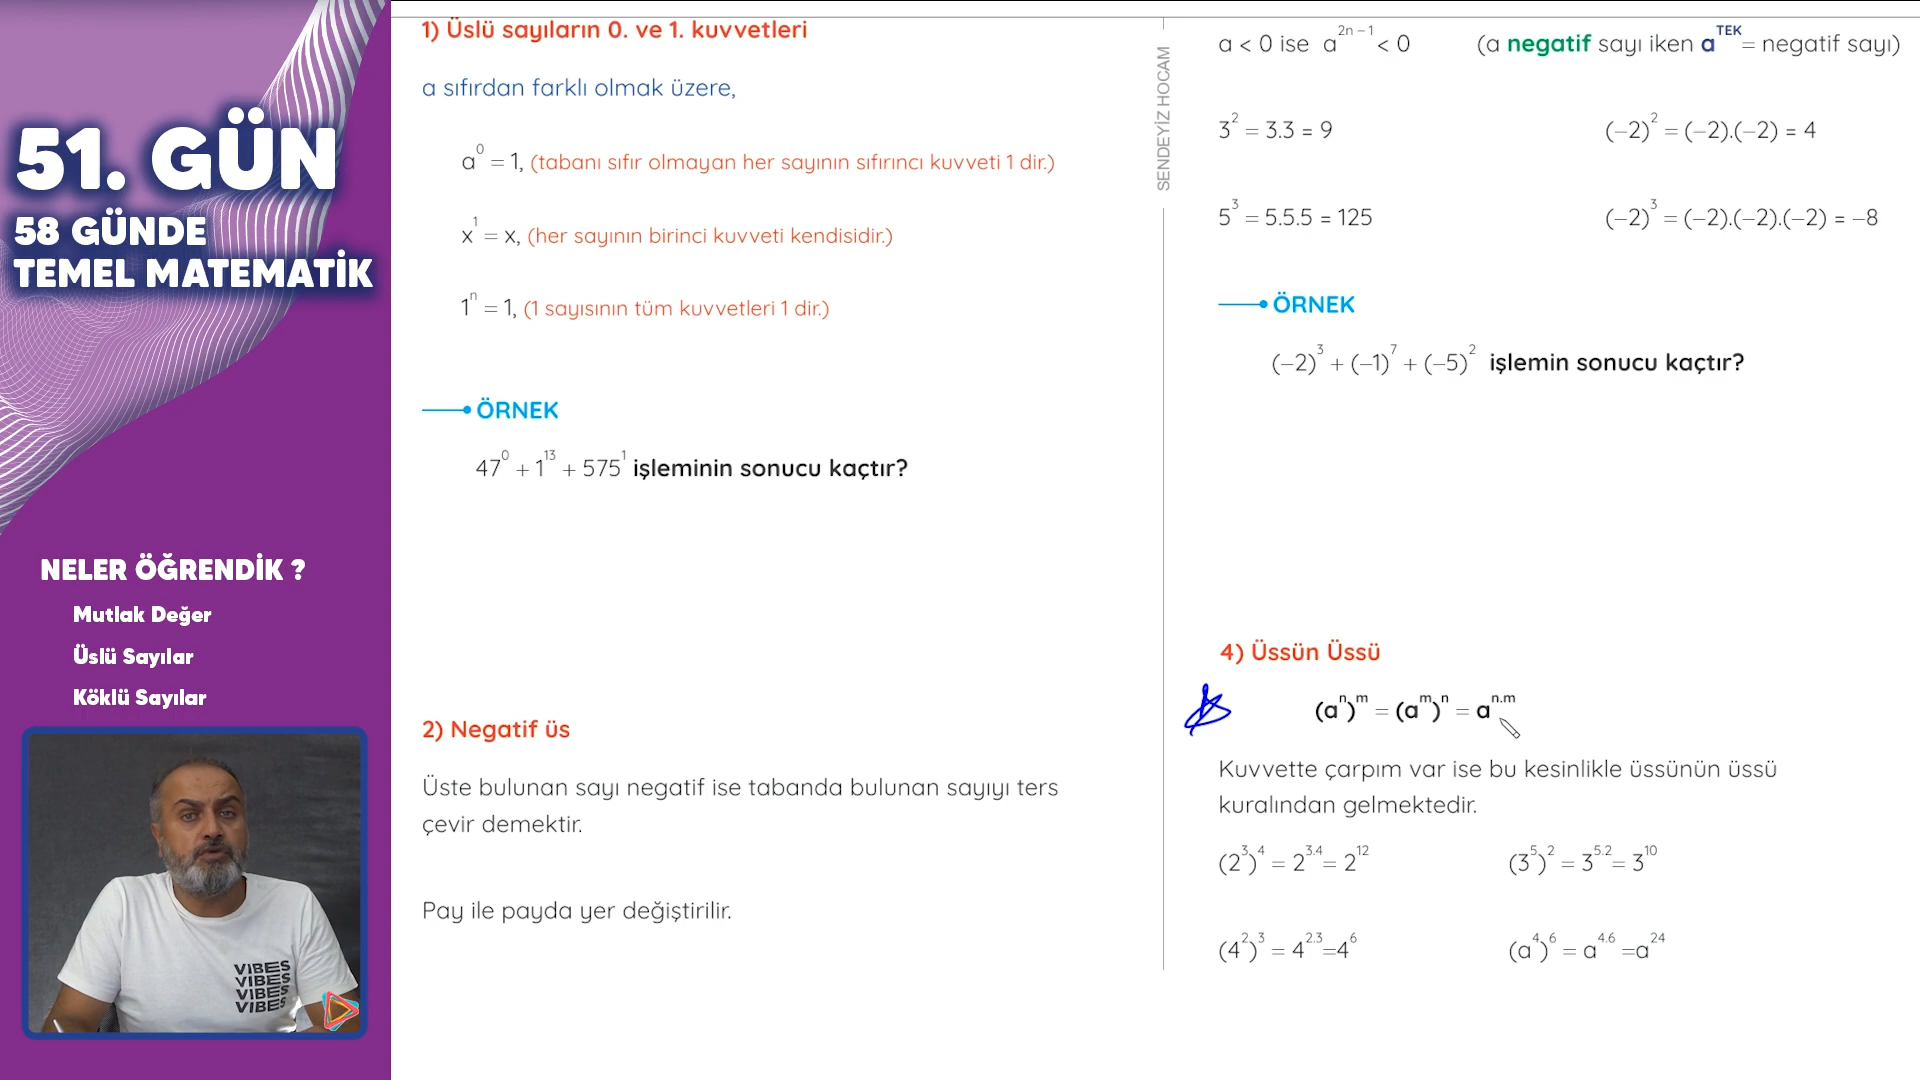 51. GÜN
58 GÜNDE
TEMEL MATEMATİK
NELER ÖĞRENDİK ?
Mutlak Değer
Üslü Sayılar
Köklü Sayılar
VIBES
VIBES
VIBES
VIBES
1) Üslü sayıların 0. ve 1. kuvvetleri
a sıfırdan farklı olmak üzere,
a⁰ = 1, (tabanı sıfır olmayan her sayının sıfırıncı kuvveti 1 dir.)
x¹ = x, (her sayının birinci kuvveti kendisidir.)
1ⁿ = 1, (1 sayısının tüm kuvvetleri 1 dir.)
ÖRNEK
47⁰ + 1¹³ + 575¹ işleminin sonucu kaçtır?
2) Negatif üs
Üste bulunan sayı negatif ise tabanda bulunan sayıyı ters
çevir demektir.
Pay ile payda yer değiştirilir.
SENDEYİZ HOCAM
a < 0 ise a²ⁿ⁻¹ < 0 (a negatif sayı iken a^TEK = negatif sayı)
3² = 3.3 = 9 (−2)² = (−2).(−2) = 4
5³ = 5.5.5 = 125 (−2)³ = (−2).(−2).(−2) = −8
ÖRNEK
(−2)³ + (−1)⁷ + (−5)² işlemin sonucu kaçtır?
4) Üssün Üssü
(aⁿ)ᵐ = (aᵐ)ⁿ = a^n.m
Kuvvette çarpım var ise bu kesinlikle üssünün üssü
kuralından gelmektedir.
(2³)⁴ = 2^3.4 = 2¹² (3⁵)² = 3^5.2 = 3¹⁰
(4²)³ = 4^2.3 =4⁶ (a⁴)⁶ = a^4.6 =a²⁴